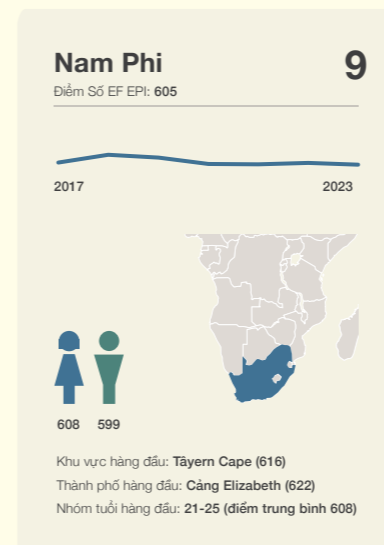 Nam Phi 9
Điểm Số EF EPI: 605
2017 2023
608 599
Khu vực hàng đầu: Tâyern Cape (616)
Thành phố hàng đầu: Cảng Elizabeth (622)
Nhóm tuổi hàng đầu: 21-25 (điểm trung bình 608)